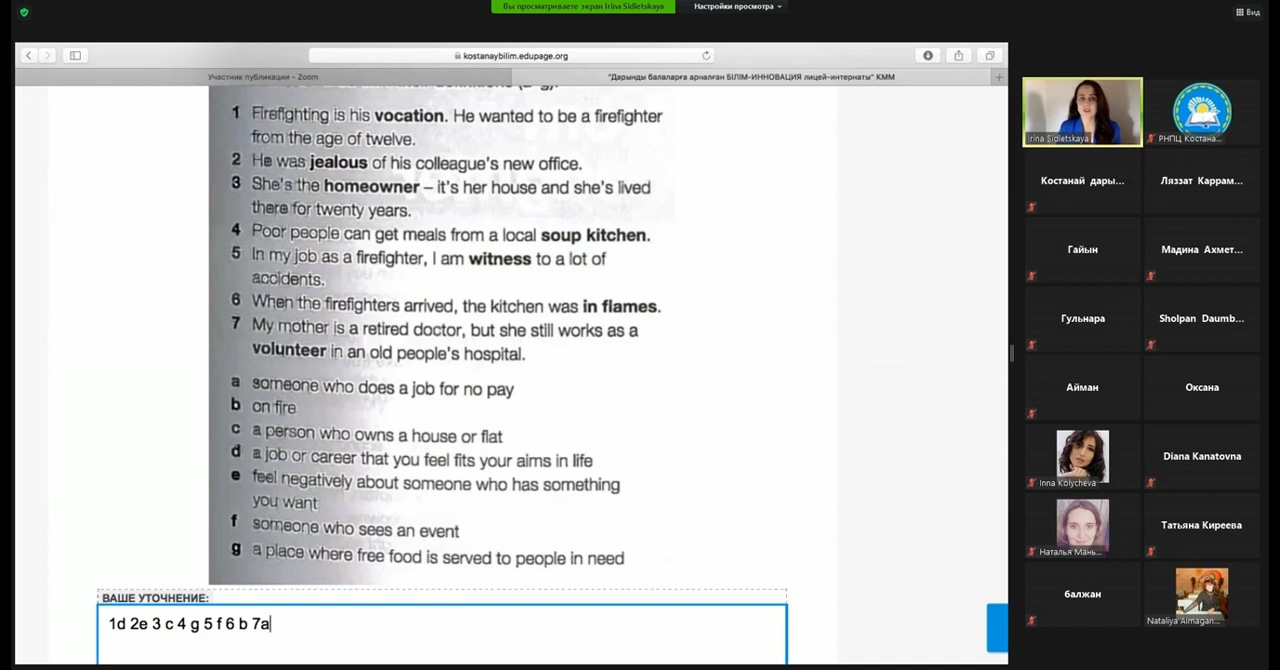 Вы просматриваете экран Irina Sidletskaya
Настройки просмотра
Вид
kostanaybilim.edupage.org
Участник публикации - Zoom
"Дарынды балаларға арналған БІЛІМ-ИННОВАЦИЯ лицей-интернаты" КММ
1 Firefighting is his vocation. He wanted to be a firefighter
from the age of twelve.
2 He was jealous of his colleague's new office.
3 She's the homeowner – it's her house and she's lived
there for twenty years.
4 Poor people can get meals from a local soup kitchen.
5 In my job as a firefighter, I am witness to a lot of
accidents.
6 When the firefighters arrived, the kitchen was in flames.
7 My mother is a retired doctor, but she still works as a
volunteer in an old people's hospital.
a someone who does a job for no pay
b on fire
c a person who owns a house or flat
d a job or career that you feel fits your aims in life
e feel negatively about someone who has something
you want
f someone who sees an event
g a place where free food is served to people in need
ВАШЕ УТОЧНЕНИЕ:
1d 2e 3 c 4 g 5 f 6 b 7a
Irina Sidletskaya
РНПЦ Костана...
Костанай дары...
Ляззат Каррам...
Гайын
Мадина Ахмет...
Гульнара
Sholpan Daumb...
Айман
Оксана
Inna Kolycheva
Diana Kanatovna
Наталья Мань...
Татьяна Киреева
балжан
Nataliya Almagan...